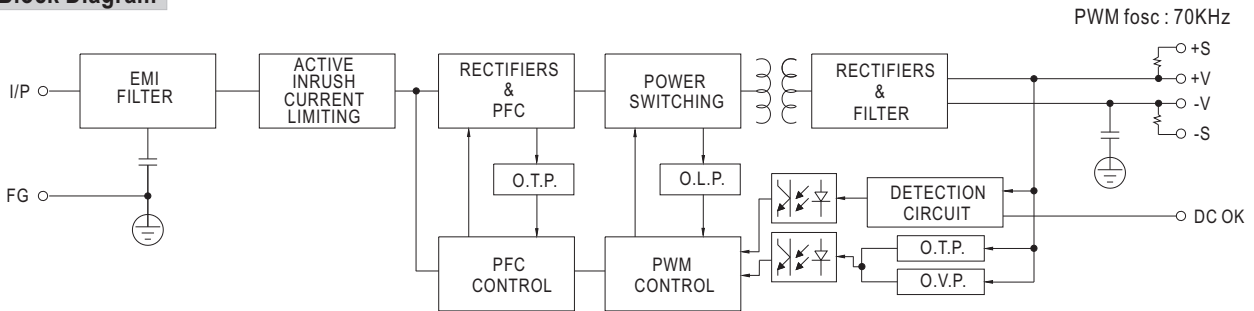 Block Diagram
PWM fosc : 70KHz
I/P
EMI
FILTER
ACTIVE
INRUSH
CURRENT
LIMITING
RECTIFIERS
&
PFC
POWER
SWITCHING
RECTIFIERS
&
FILTER
+S
+V
-V
-S
FG
O.T.P.
O.L.P.
DETECTION
CIRCUIT
DC OK
PFC
CONTROL
PWM
CONTROL
O.T.P.
O.V.P.